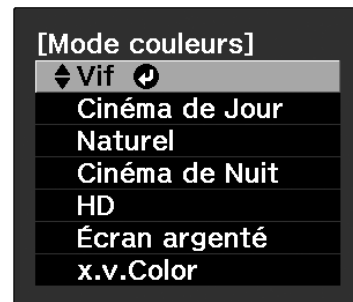 [Mode couleurs]
Vif
Cinéma de Jour
Naturel
Cinéma de Nuit
HD
Écran argenté
x.v.Color